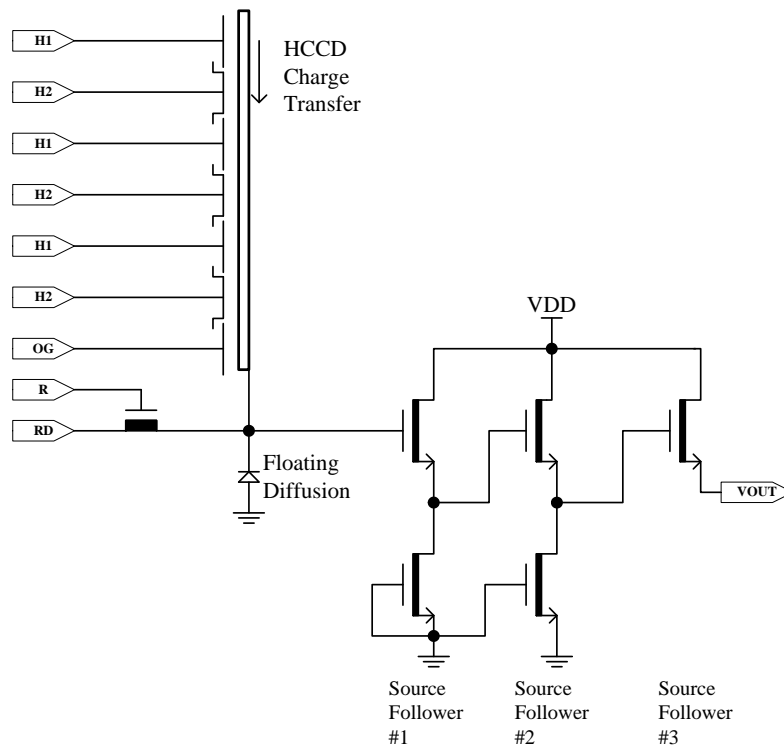 H1
HCCD
Charge
Transfer
H2
H1
H2
H1
H2
OG
R
RD
VDD
Floating
Diffusion
VOUT
Source
Follower
#1
Source
Follower
#2
Source
Follower
#3